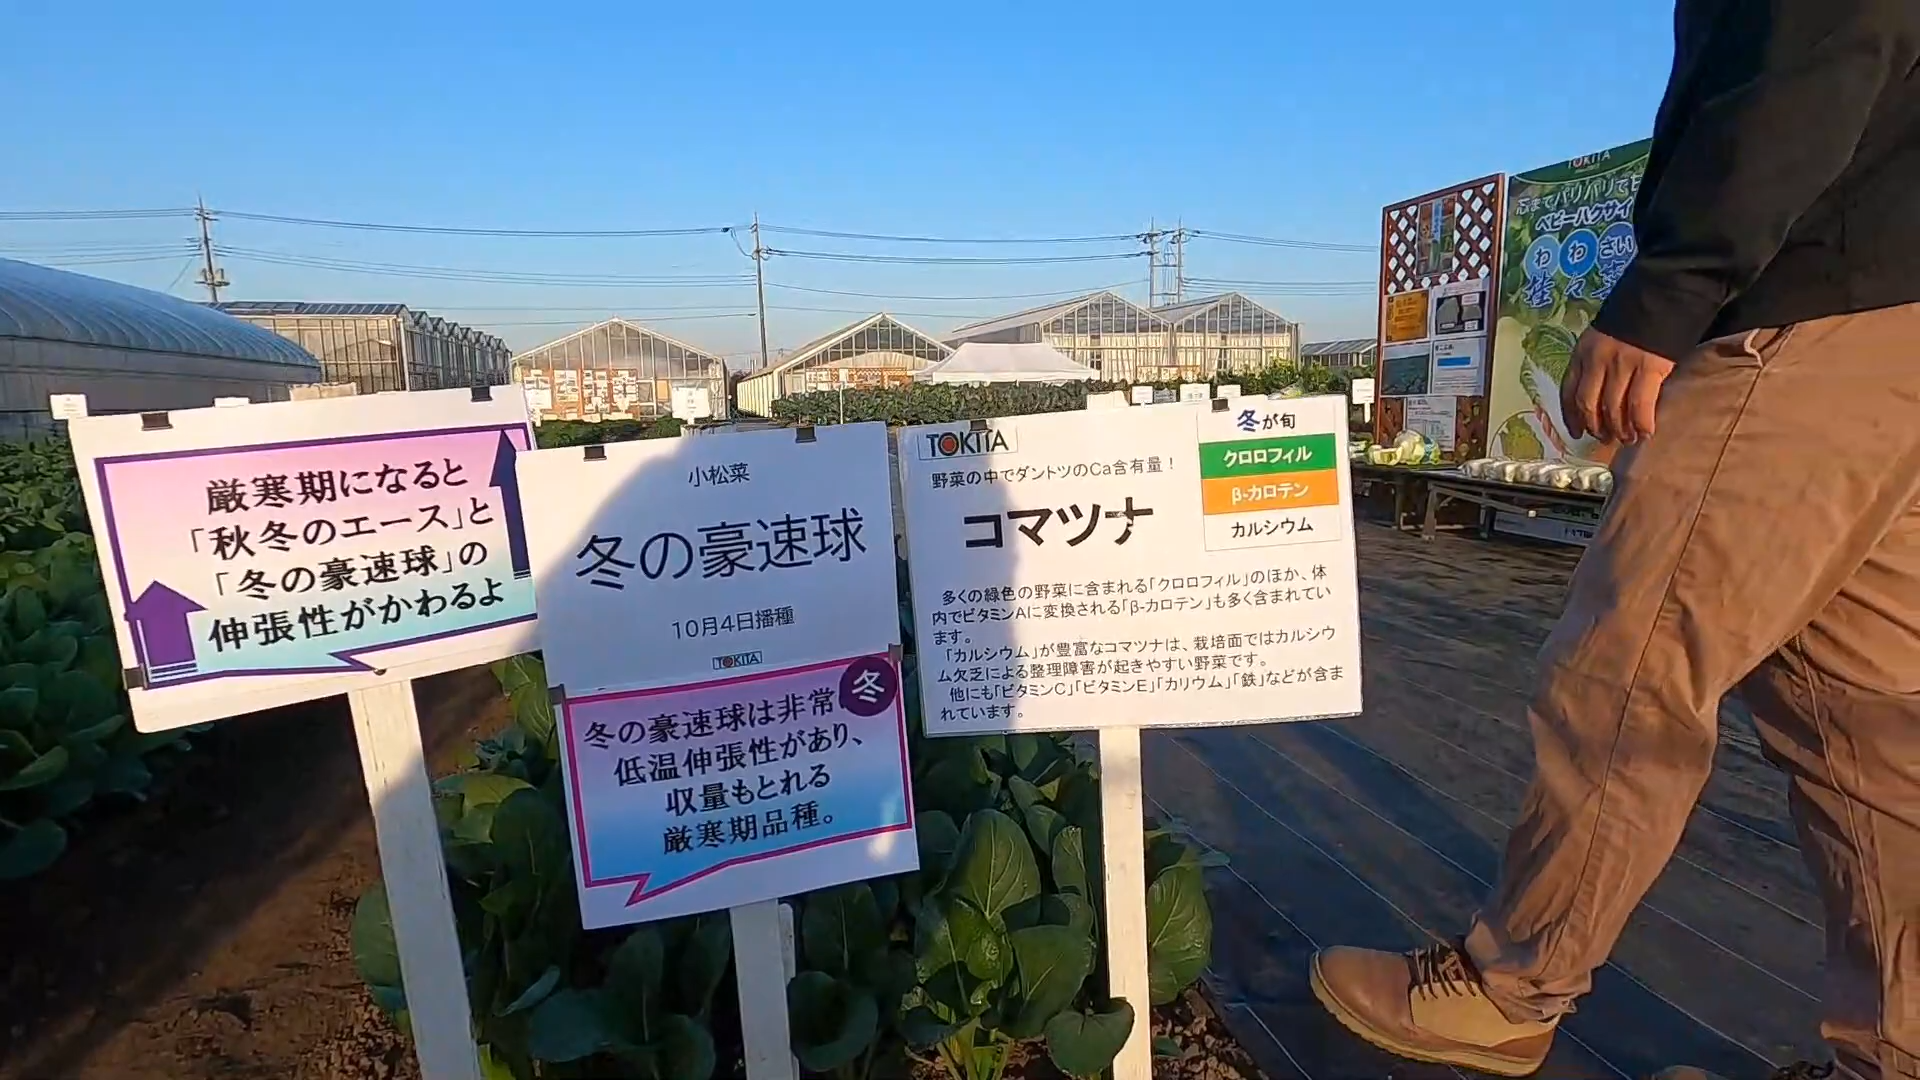 厳寒期になると
「秋冬のエース」と
「冬の豪速球」の
伸張性がかわるよ
小松菜
冬の豪速球
10月4日播種
TOKITA
冬
冬の豪速球は非常に
低温伸張性があり、
収量もとれる
厳寒期品種。
TOKITA
野菜の中でダントツのCa含有量！
コマツナ
冬が旬
クロロフィル
β-カロテン
カルシウム
多くの緑色の野菜に含まれる「クロロフィル」のほか、体
内でビタミンAに変換される「β-カロテン」も多く含まれてい
ます。
「カルシウム」が豊富なコマツナは、栽培面ではカルシウ
ム欠乏による整理障害が起きやすい野菜です。
他にも「ビタミンC」「ビタミンE」「カリウム」「鉄」などが含ま
れています。
TOKITA
芯までパリパリで
ベビーハクサイ
わわさい